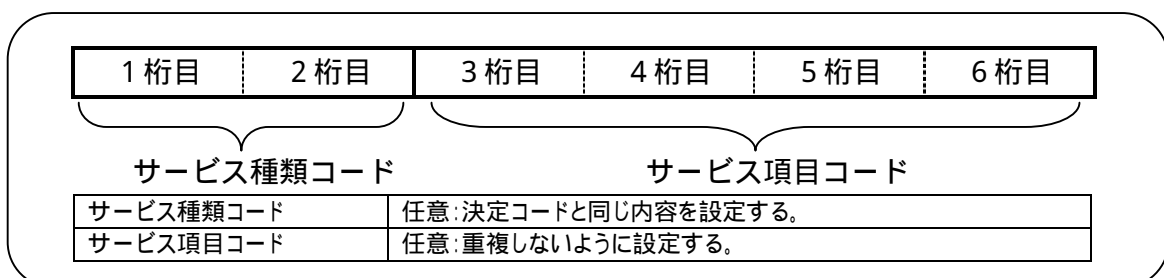 1桁目 2桁目 3桁目 4桁目 5桁目 6桁目
サービス種類コード サービス項目コード
サービス種類コード 任意:決定コードと同じ内容を設定する。
サービス項目コード 任意:重複しないように設定する。